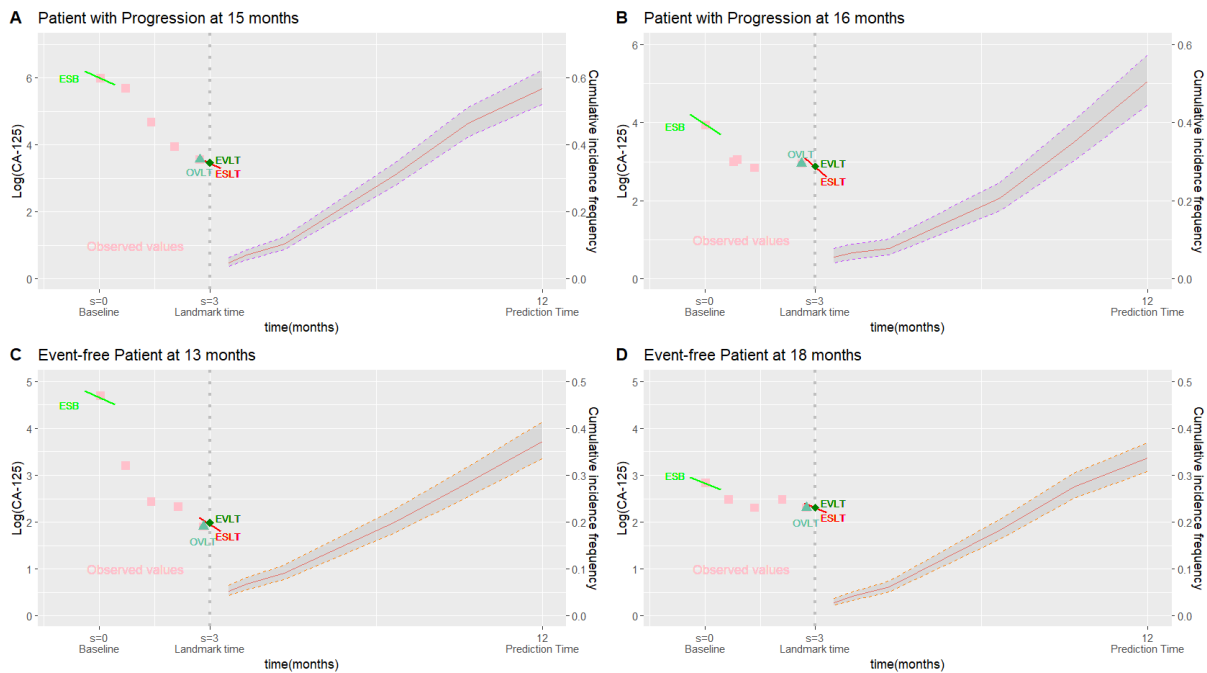 A Patient with Progression at 15 months
Log(CA-125)
6
4
2
0
ESB
OVLT
EVLT
ESLT
Observed values
0.6
0.4
0.2
0.0
Cumulative incidence frequency
s=0
Baseline
s=3
Landmark time
12
Prediction Time
time(months)
B Patient with Progression at 16 months
Log(CA-125)
6
4
2
0
ESB
OVLT
EVLT
ESLT
Observed values
0.6
0.4
0.2
0.0
Cumulative incidence frequency
s=0
Baseline
s=3
Landmark time
12
Prediction Time
time(months)
C Event-free Patient at 13 months
Log(CA-125)
5
4
3
2
1
0
ESB
EVLT
ESLT
OVLT
Observed values
0.5
0.4
0.3
0.2
0.1
0.0
Cumulative incidence frequency
s=0
Baseline
s=3
Landmark time
12
Prediction Time
time(months)
D Event-free Patient at 18 months
Log(CA-125)
5
4
3
2
1
0
ESB
EVLT
ESLT
OVLT
Observed values
0.5
0.4
0.3
0.2
0.1
0.0
Cumulative incidence frequency
s=0
Baseline
s=3
Landmark time
12
Prediction Time
time(months)